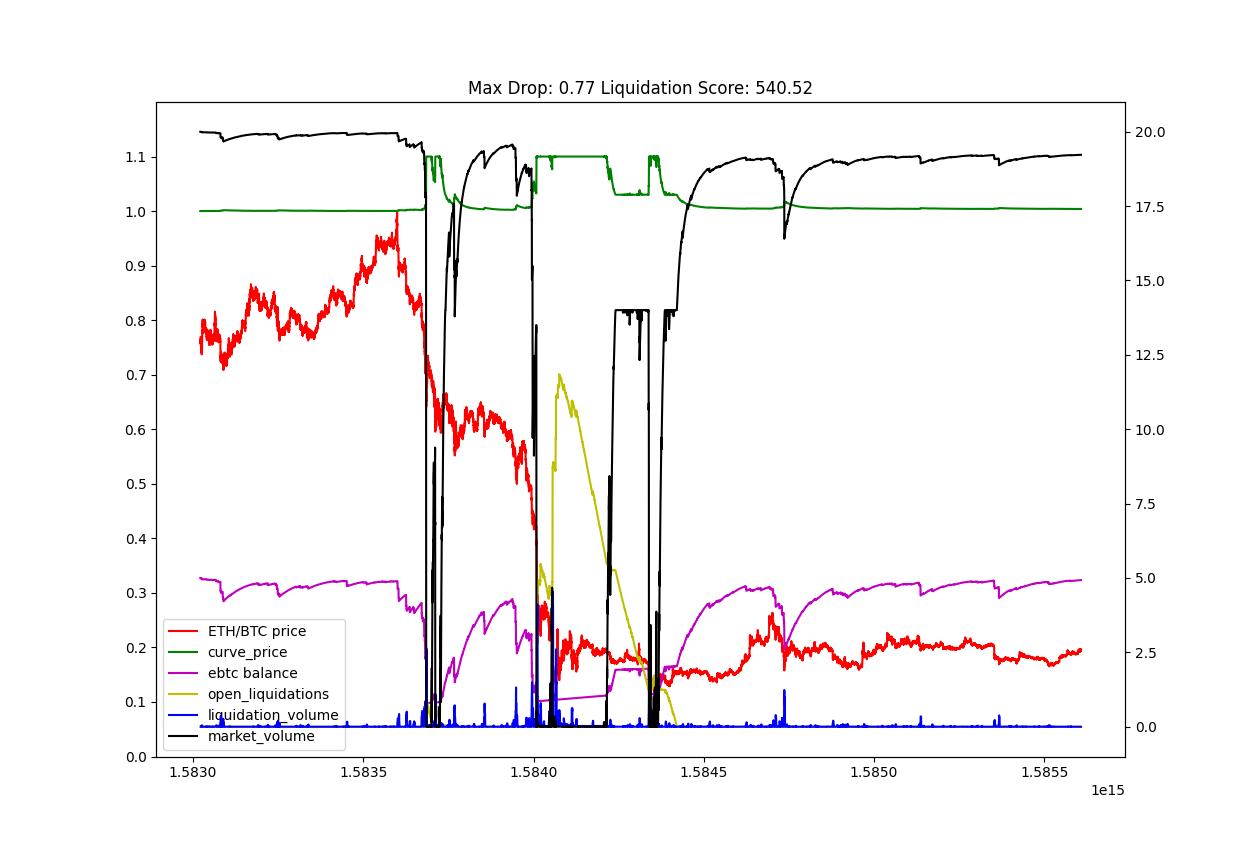 Max Drop: 0.77 Liquidation Score: 540.52
1.1
1.0
0.9
0.8
0.7
0.6
0.5
0.4
0.3
0.2
0.1
0.0
20.0
17.5
15.0
12.5
10.0
7.5
5.0
2.5
0.0
ETH/BTC price
curve_price
ebtc balance
open_liquidations
liquidation_volume
market_volume
1.5830 1.5835 1.5840 1.5845 1.5850 1.5855
1e15